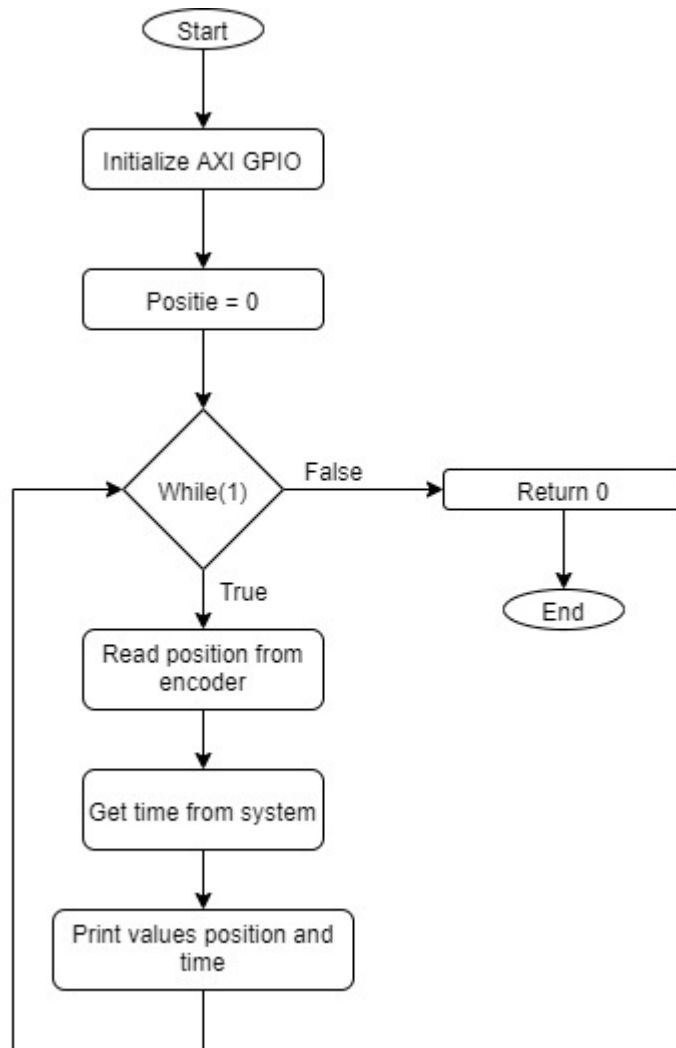 Start
Initialize AXI GPIO
Positie = 0
While(1)
False
Return 0
True
End
Read position from
encoder
Get time from system
Print values position and
time